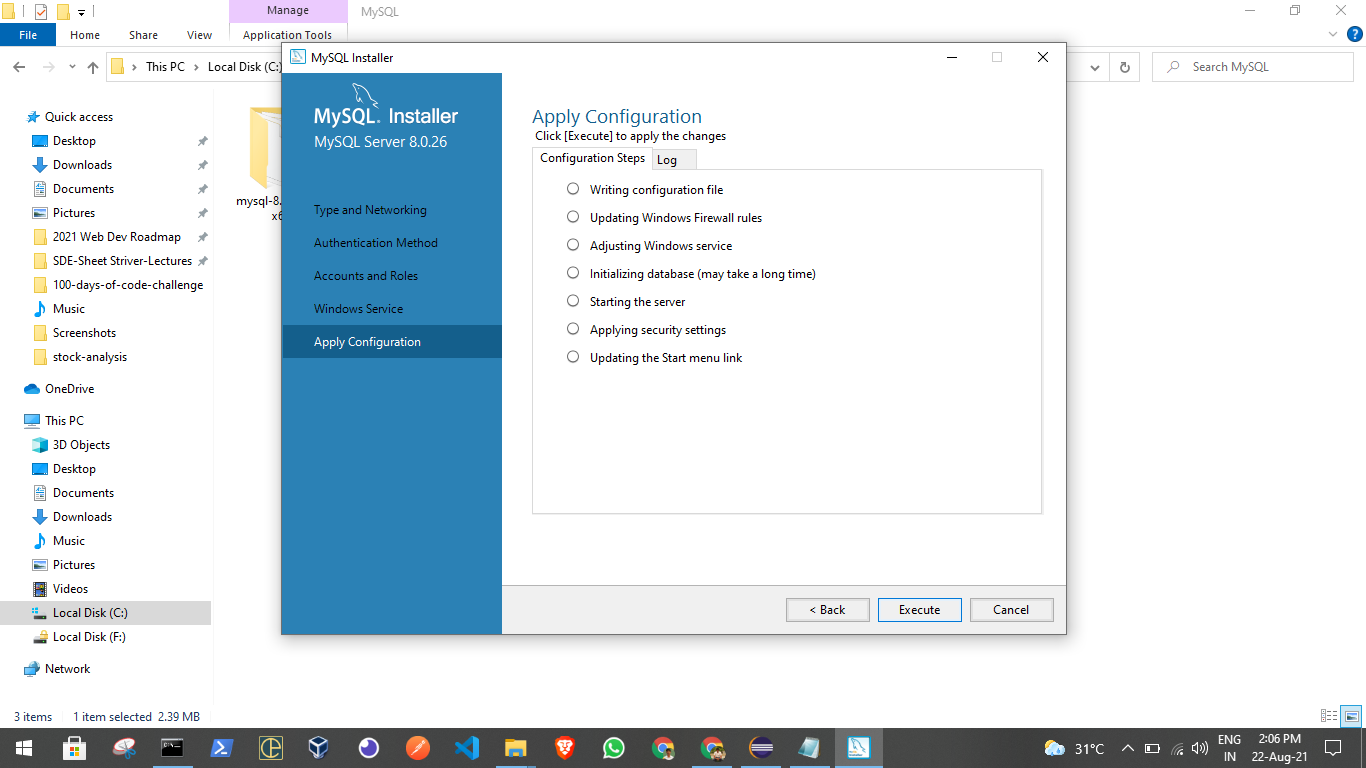 Manage
MySQL
File
Home
Share
View
Application Tools
This PC
Local Disk (C:)
Search MySQL
Quick access
Desktop
Downloads
Documents
Pictures
2021 Web Dev Roadmap
SDE-Sheet Striver-Lectures
100-days-of-code-challenge
Music
Screenshots
stock-analysis
OneDrive
This PC
3D Objects
Desktop
Documents
Downloads
Music
Pictures
Videos
Local Disk (C:)
Local Disk (F:)
Network
mysql-8.
MySQL Installer
MySQL. Installer
MySQL Server 8.0.26
Type and Networking
Authentication Method
Accounts and Roles
Windows Service
Apply Configuration
Apply Configuration
Click [Execute] to apply the changes
Configuration Steps
Log
Writing configuration file
Updating Windows Firewall rules
Adjusting Windows service
Initializing database (may take a long time)
Starting the server
Applying security settings
Updating the Start menu link
< Back
Execute
Cancel
3 items
1 item selected 2.39 MB
31°C
ENG
IN
2:06 PM
22-Aug-21